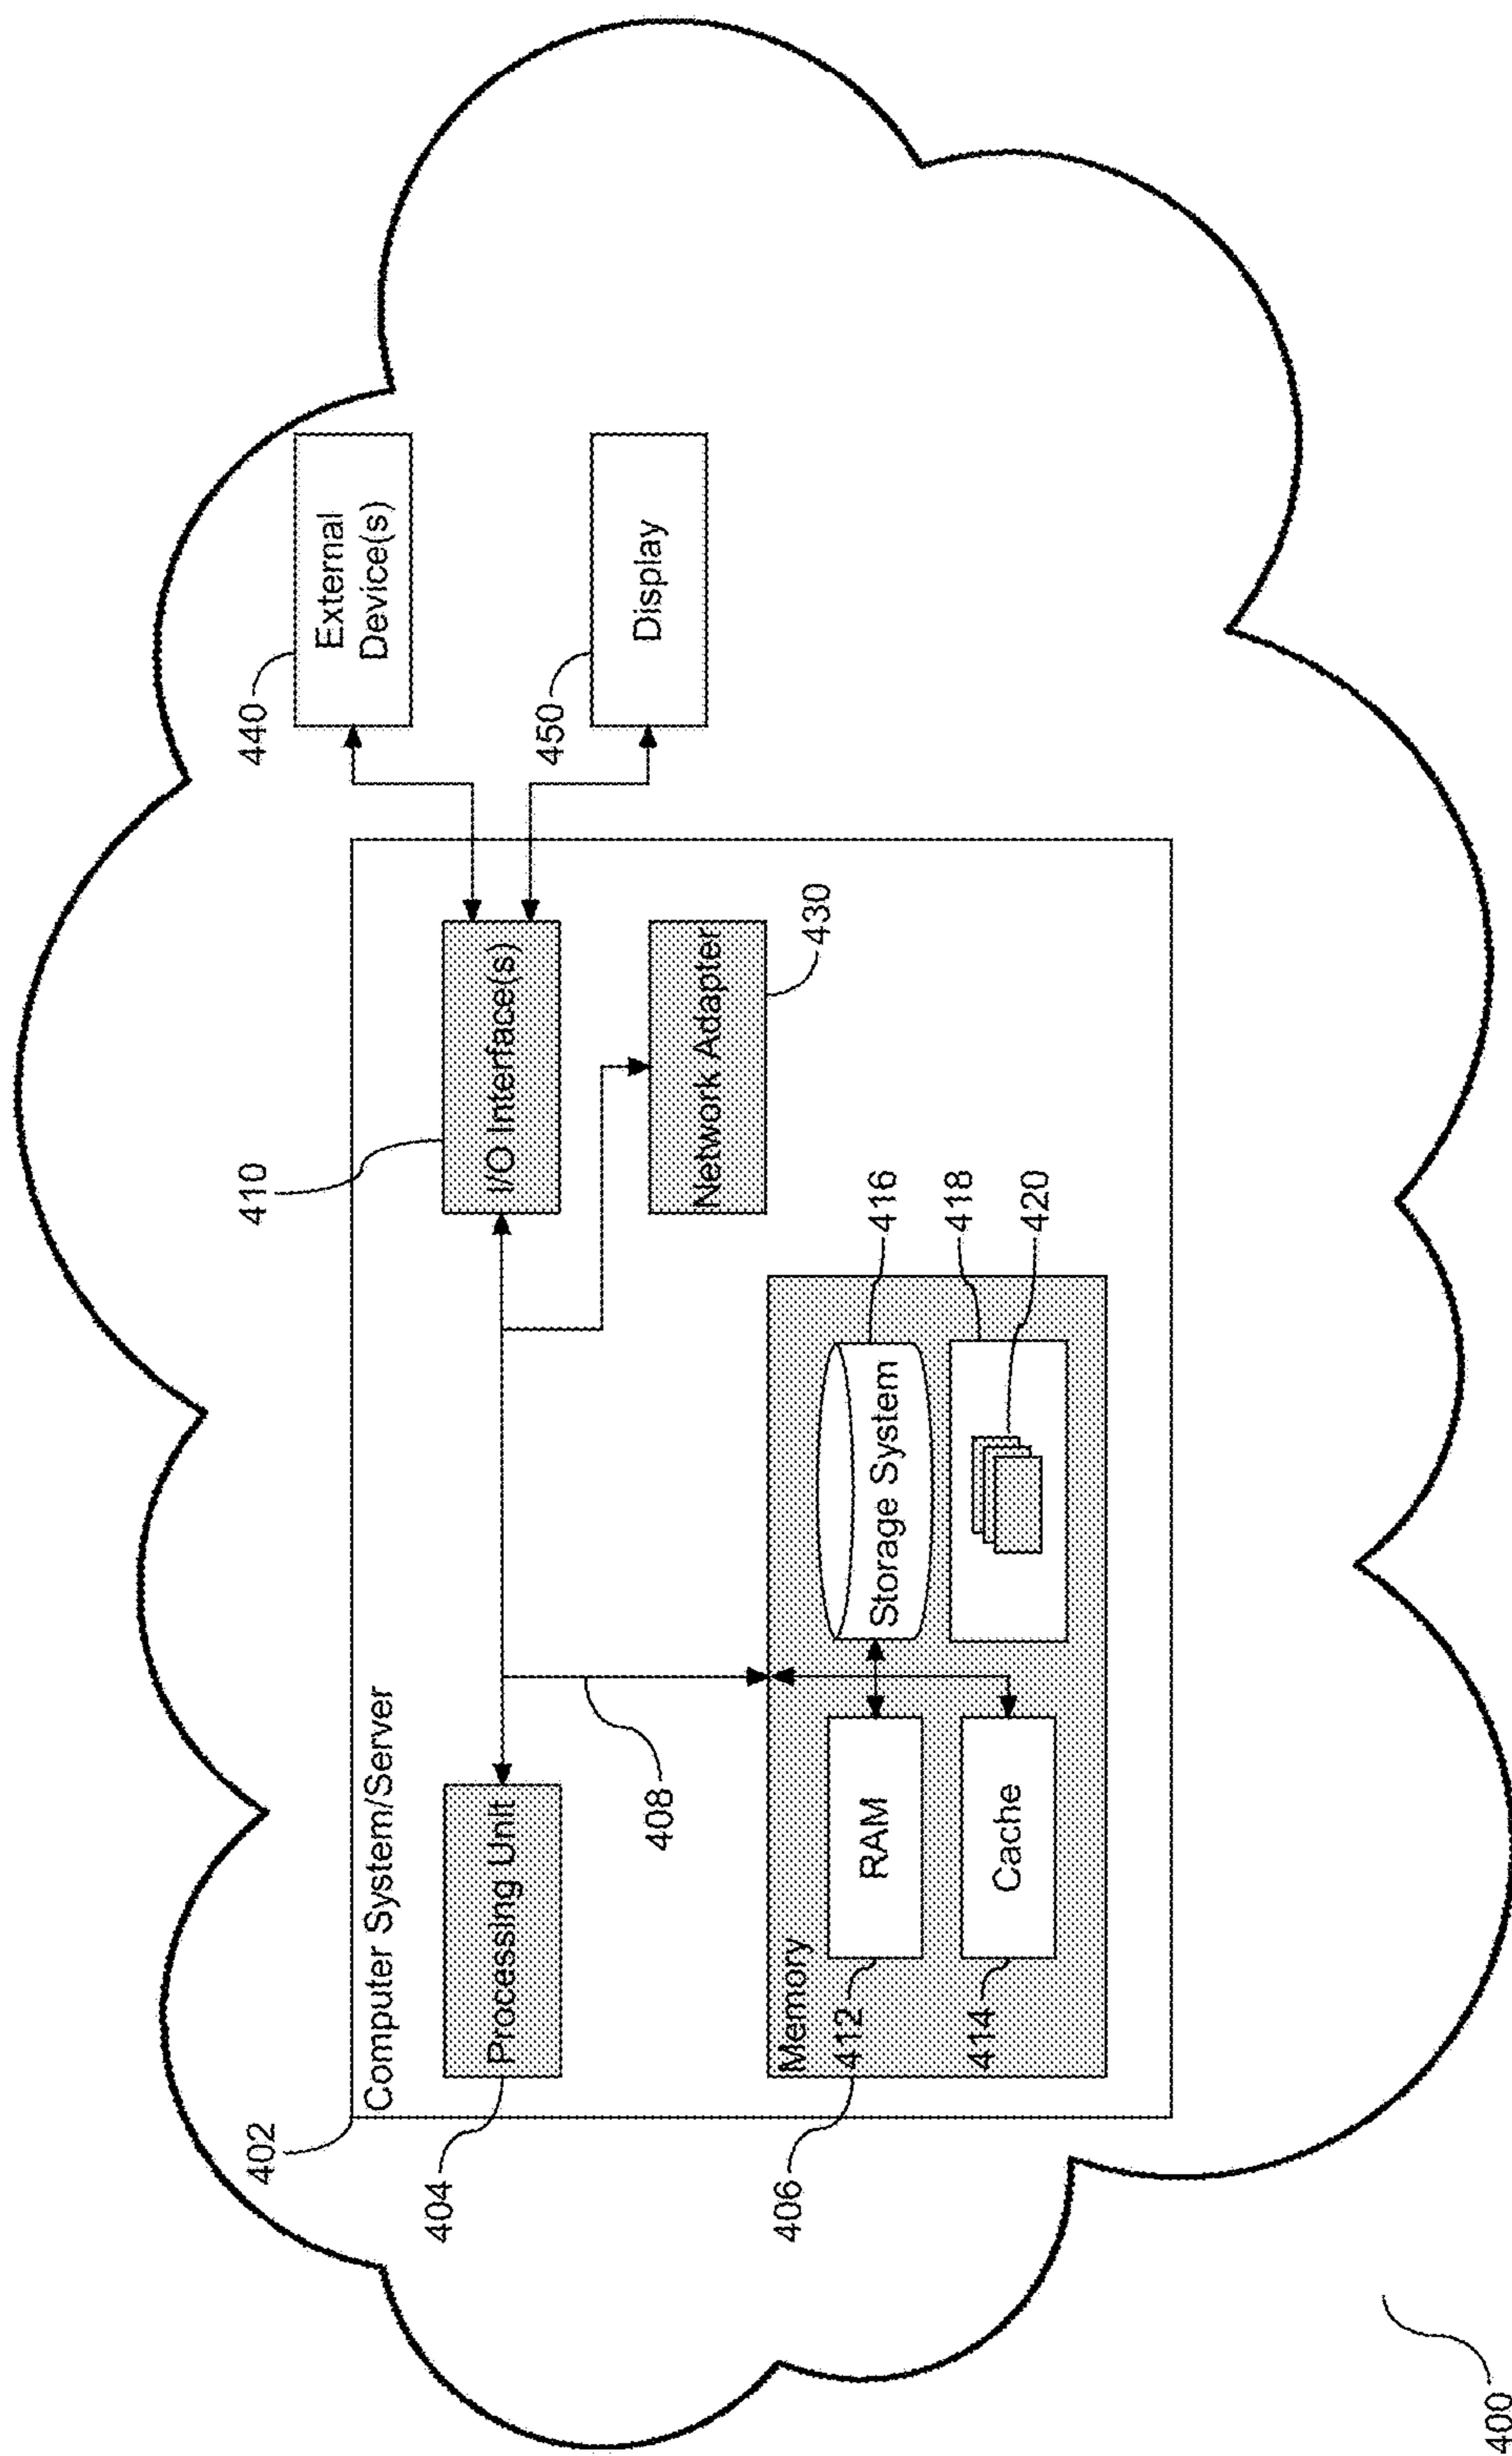 402
Computer System/Server
404
Processing Unit
408
410
I/O Interface(s)
440
External
Device(s)
450
Display
Network Adapter
430
406
Memory
412
RAM
414
Cache
Storage System
416
418
420
400